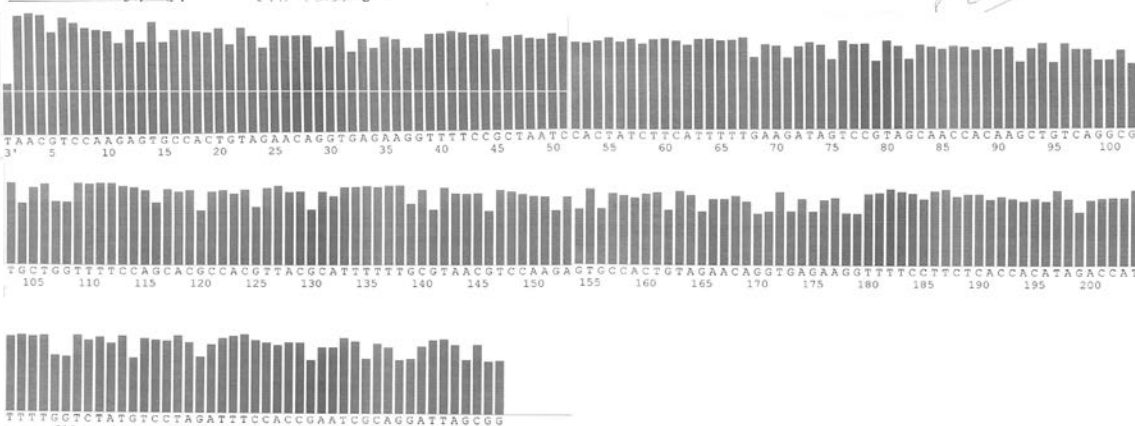 TAACGTCCAAGAGTGCCACTGTAGAACAGGTGAGAAGGTTTTCCGCTAATCCACTATCTTCATTTTTGAAGATAGTCCGTAGCAACCACAAGCTGTCAGGCG
3' 5 10 15 20 25 30 35 40 45 50 55 60 65 70 75 80 85 90 95 100
TGCTGGTTTTCCAGCACGCCACGTTACGCATTTTTTGCGTAACGTCCAAGAGTGCCACTGTAGAACAGGTGAGAAGGTTTTCCTTCTCACCACATAGACCAT
105 110 115 120 125 130 135 140 145 150 155 160 165 170 175 180 185 190 195 200
TTTTGGTCTATGTCCTAGATTTCCACCGAATCGCAGGATTAGCGG